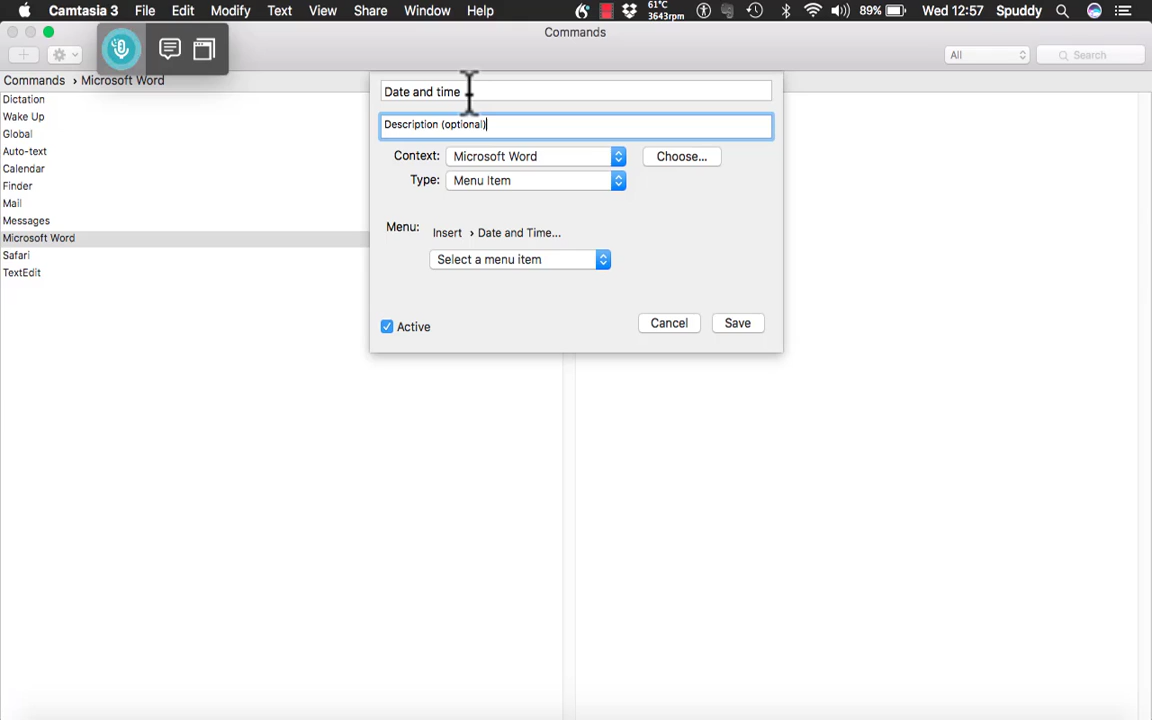 Camtasia 3 File Edit Modify Text View Share Window Help 61°C 3643rpm 89% Wed 12:57 Spuddy
Commands
All Search
Commands › Microsoft Word
Dictation
Wake Up
Global
Auto-text
Calendar
Finder
Mail
Messages
Microsoft Word
Safari
TextEdit
Date and time
Description (optional)
Context: Microsoft Word Choose...
Type: Menu Item
Menu: Insert › Date and Time...
Select a menu item
Active Cancel Save